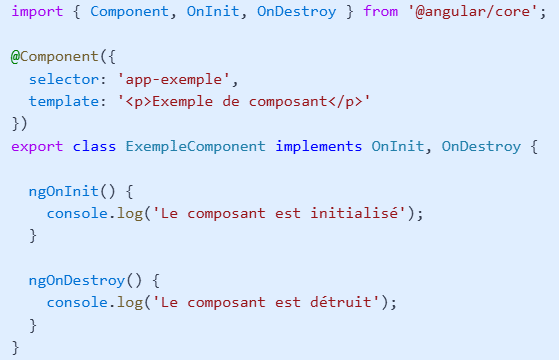 import { Component, OnInit, OnDestroy } from '@angular/core';
@Component({
selector: 'app-exemple',
template: '<p>Exemple de composant</p>'
})
export class ExempleComponent implements OnInit, OnDestroy {
ngOnInit() {
console.log('Le composant est initialisé');
}
ngOnDestroy() {
console.log('Le composant est détruit');
}
}